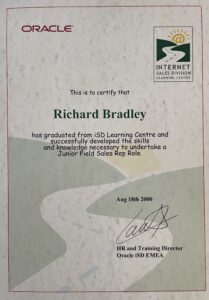 ORACLE
INTERNET
SALES DIVISION
LEARNING CENTRE
This is to certify that
Richard Bradley
has graduated from iSD Learning Centre and
successfully developed the skills
and knowledge necessary to undertake a
Junior Field Sales Rep Role.
Aug 18th 2000
HR and Training Director
Oracle iSD EMEA